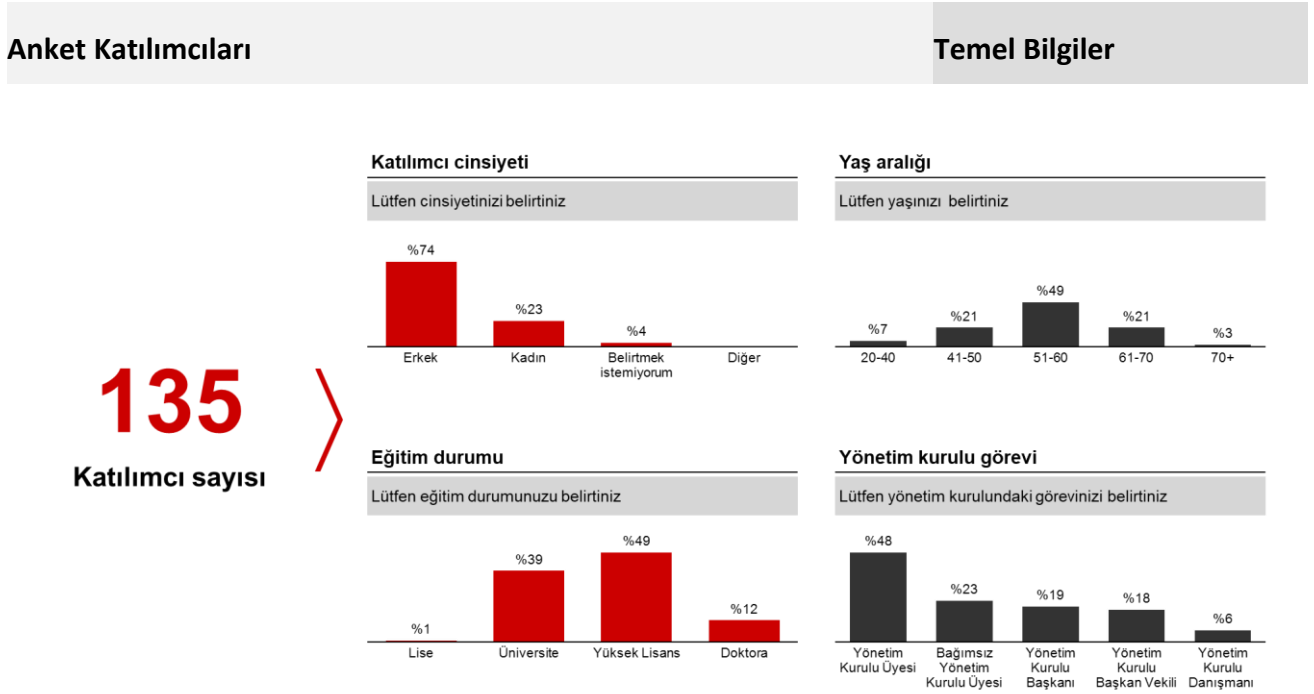 Anket Katılımcıları
Temel Bilgiler
135
Katılımcı sayısı
Katılımcı cinsiyeti
Lütfen cinsiyetinizi belirtiniz
%74
%23
%4
Erkek
Kadın
Belirtmek
istemiyorum
Diğer
Yaş aralığı
Lütfen yaşınızı belirtiniz
%7
%21
%49
%21
%3
20-40
41-50
51-60
61-70
70+
Eğitim durumu
Lütfen eğitim durumunuzu belirtiniz
%1
%39
%49
%12
Lise
Üniversite
Yüksek Lisans
Doktora
Yönetim kurulu görevi
Lütfen yönetim kurulundaki görevinizi belirtiniz
%48
%23
%19
%18
%6
Yönetim
Kurulu Üyesi
Bağımsız
Yönetim
Kurulu Üyesi
Yönetim
Kurulu
Başkanı
Yönetim
Kurulu
Başkan Vekili
Yönetim
Kurulu
Danışmanı